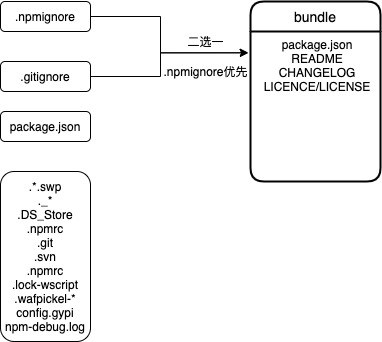 .npmignore
.gitignore
package.json
.*.swp
._*
.DS_Store
.npmrc
.git
.svn
.npmrc
.lock-wscript
.wafpickel-*
config.gypi
npm-debug.log
二选一
.npmignore优先
bundle
package.json
README
CHANGELOG
LICENCE/LICENSE